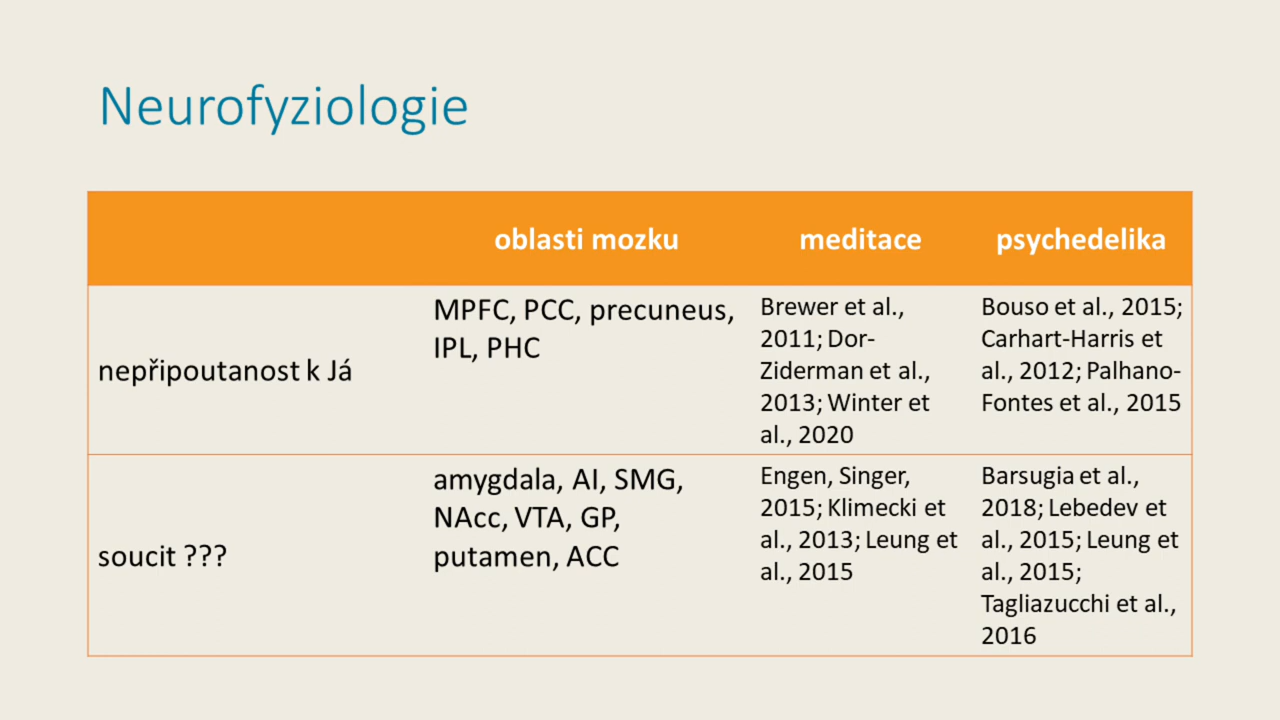 Neurofyziologie
oblasti mozku
meditace
psychedelika
nepřipoutanost k Já
MPFC, PCC, precuneus,
IPL, PHC
Brewer et al.,
2011; Dor-
Ziderman et al.,
2013; Winter et
al., 2020
Bouso et al., 2015;
Carhart-Harris et
al., 2012; Palhano-
Fontes et al., 2015
soucit ???
amygdala, AI, SMG,
NAcc, VTA, GP,
putamen, ACC
Engen, Singer,
2015; Klimecki et
al., 2013; Leung et
al., 2015
Barsugia et al.,
2018; Lebedev et
al., 2015; Leung et
al., 2015;
Tagliazucchi et al.,
2016